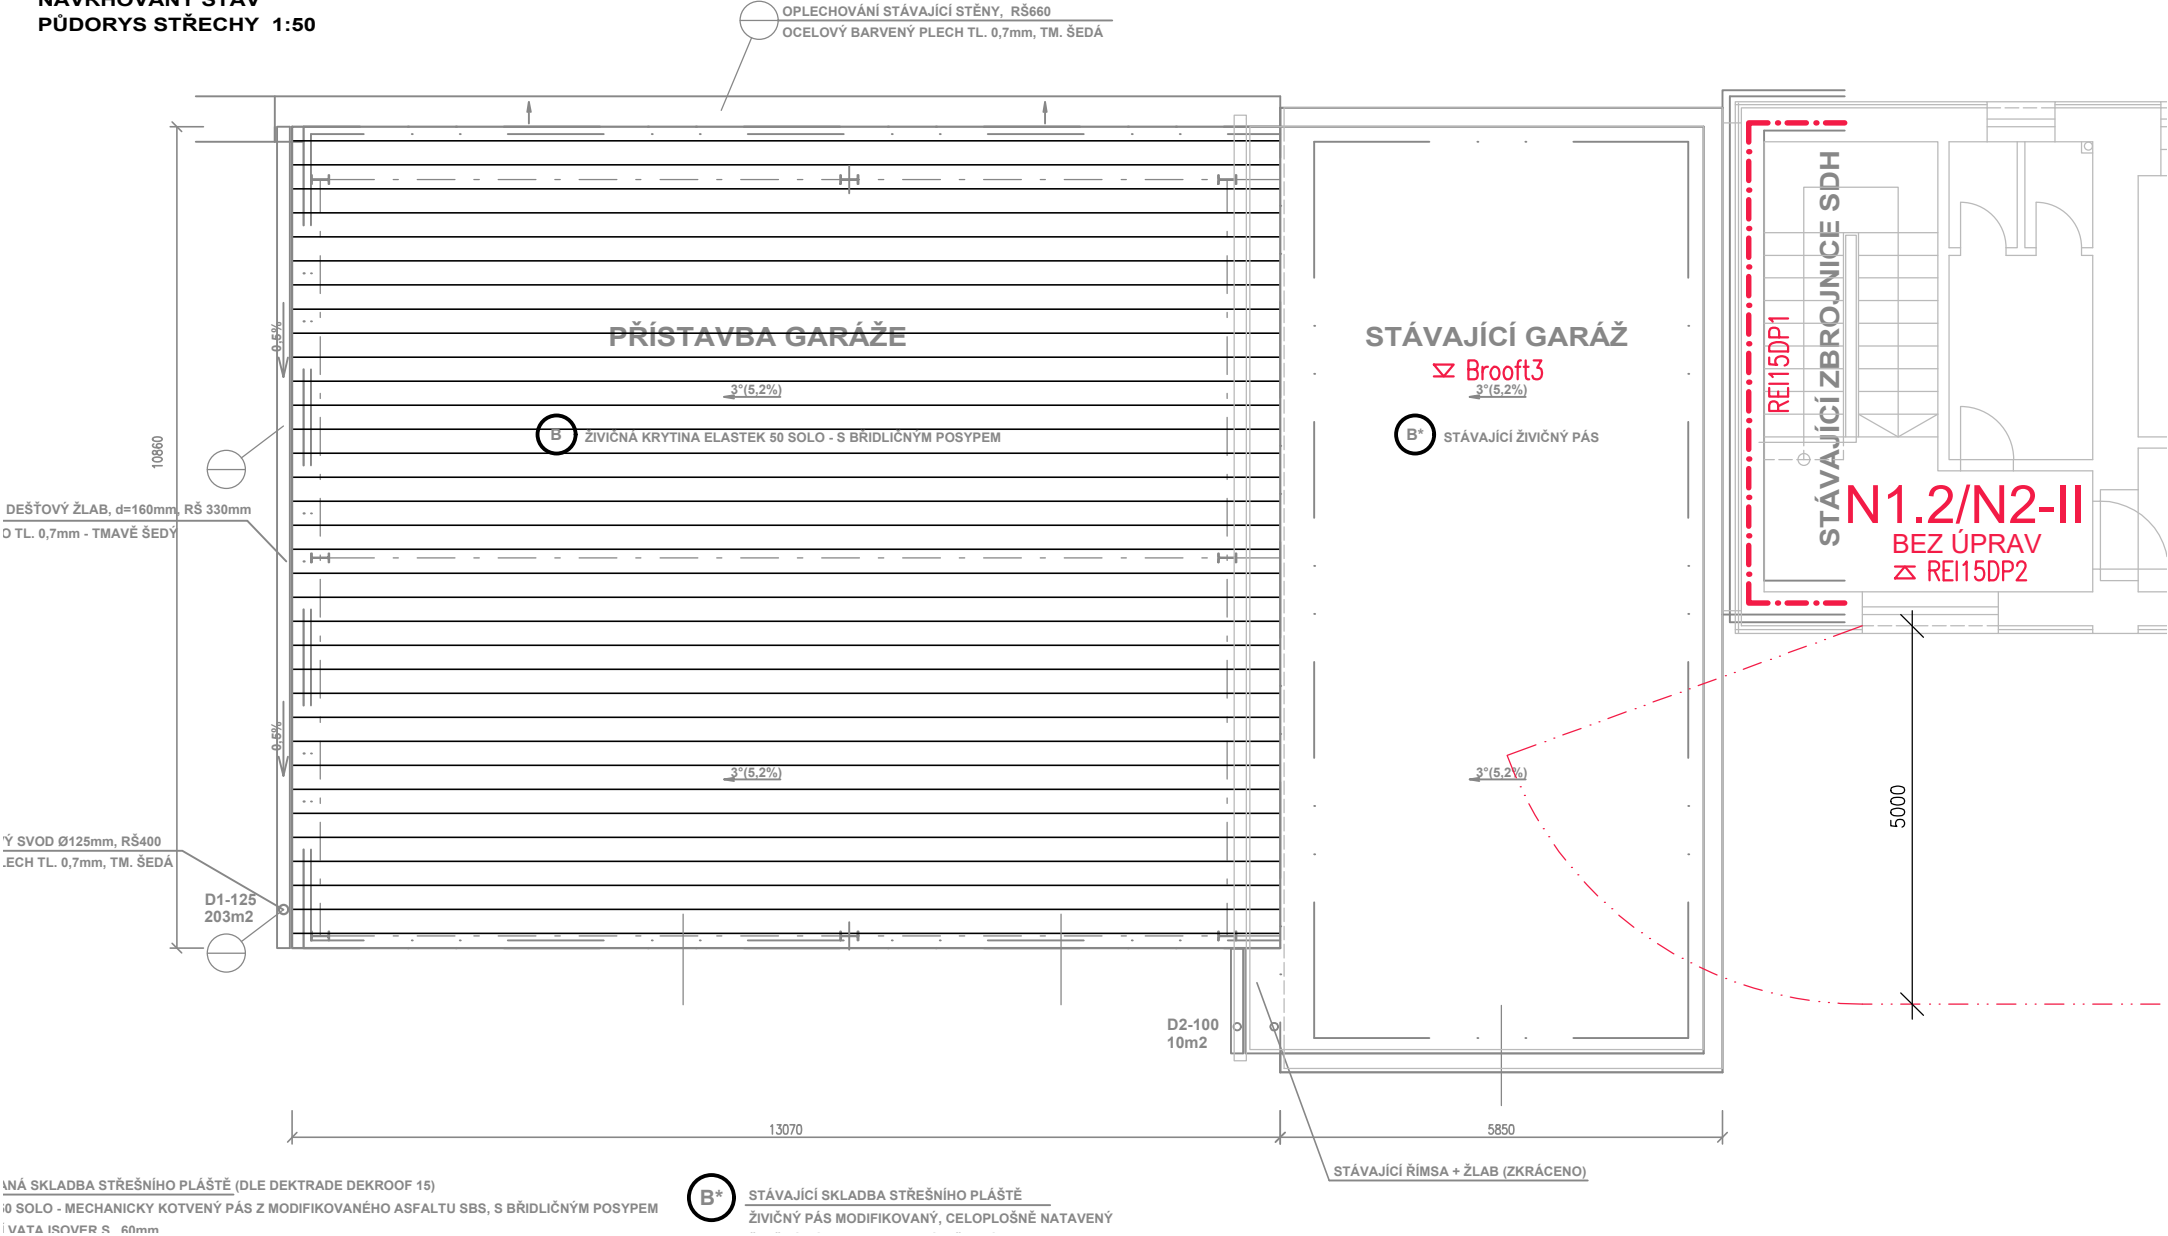 NAVRHOVANÝ STAV
PŮDORYS STŘECHY 1:50
OPLECHOVÁNÍ STÁVAJÍCÍ STĚNY, RŠ660
OCELOVÝ BARVENÝ PLECH TL. 0,7mm, TM. ŠEDÁ
PŘÍSTAVBA GARÁŽE
STÁVAJÍCÍ GARÁŽ
Brooft3
3°(5,2%)
3°(5,2%)
B
ŽIVIČNÁ KRYTINA ELASTEK 50 SOLO - S BŘIDLIČNÝM POSYPEM
B*
STÁVAJÍCÍ ŽIVIČNÝ PÁS
REI15DP1
STÁVAJÍCÍ ZBROJNICE SDH
N1.2/N2-II
BEZ ÚPRAV
REI15DP2
0,5%
10860
DEŠŤOVÝ ŽLAB, d=160mm, RŠ 330mm
TL. 0,7mm - TMAVĚ ŠEDÝ
0,5%
3°(5,2%)
3°(5,2%)
5000
SVOD Ø125mm, RŠ400
TL. 0,7mm, TM. ŠEDÁ
D1-125
203m2
D2-100
10m2
13070
5850
STÁVAJÍCÍ ŘÍMSA + ŽLAB (ZKRÁCENO)
SKLADBA STŘEŠNÍHO PLÁŠTĚ (DLE DEKTRADE DEKROOF 15)
SOLO - MECHANICKY KOTVENÝ PÁS Z MODIFIKOVANÉHO ASFALTU SBS, S BŘIDLIČNÝM POSYPEM
VATA ISOVER S 60mm
B*
STÁVAJÍCÍ SKLADBA STŘEŠNÍHO PLÁŠTĚ
ŽIVIČNÝ PÁS MODIFIKOVANÝ, CELOPLOŠNĚ NATAVENÝ